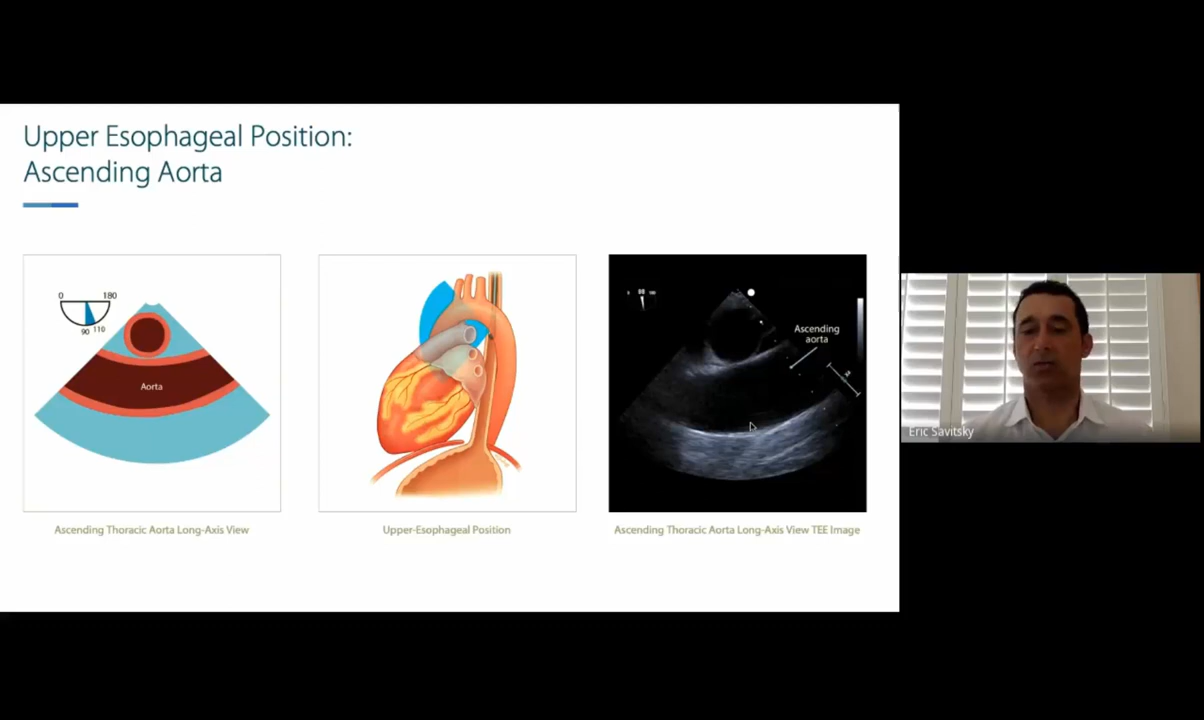 Upper Esophageal Position:
Ascending Aorta
0 180
90 110
Aorta
Ascending
aorta
Ascending Thoracic Aorta Long-Axis View
Upper-Esophageal Position
Ascending Thoracic Aorta Long-Axis View TEE Image
Eric Savitsky